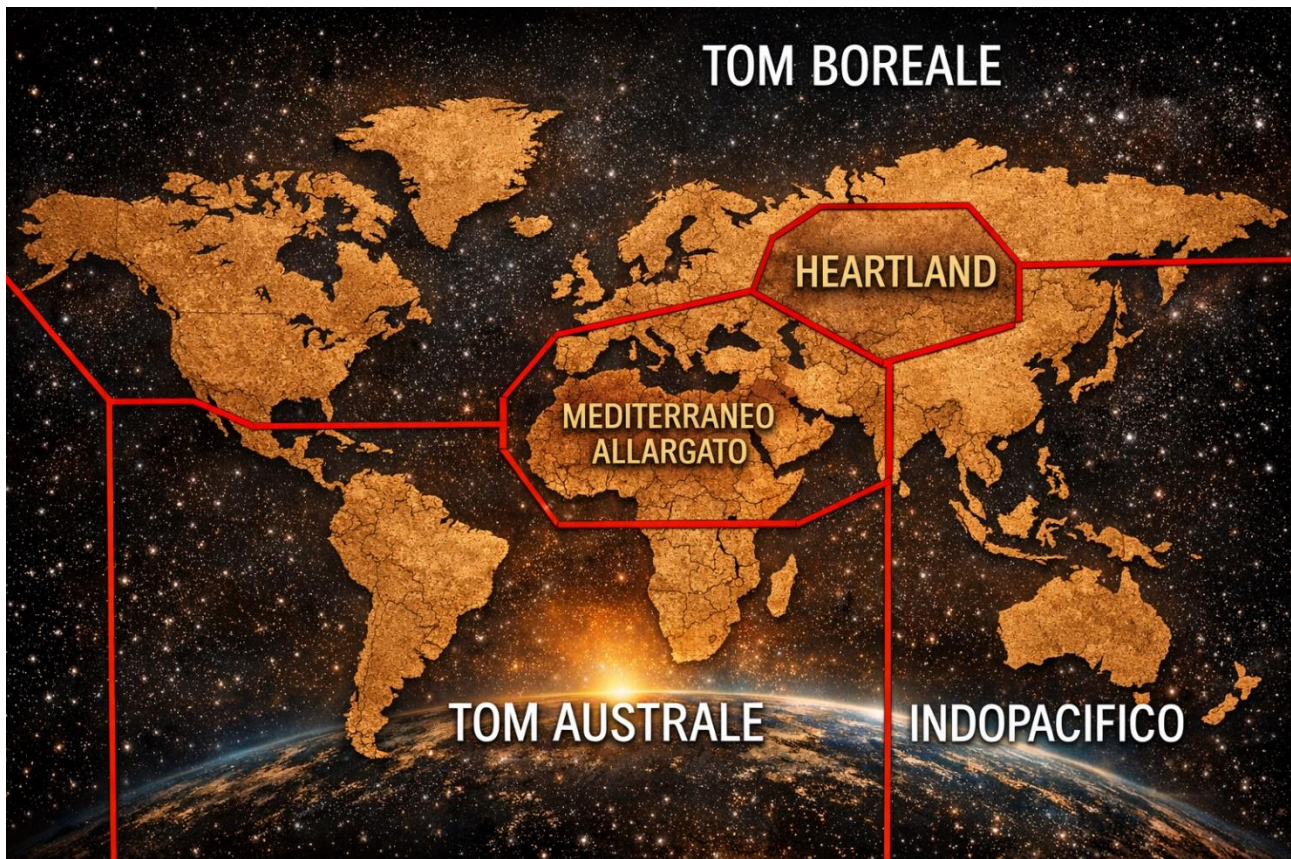 TOM BOREALE
HEARTLAND
MEDITERRANEO
ALLARGATO
TOM AUSTRALE
INDOPACIFICO